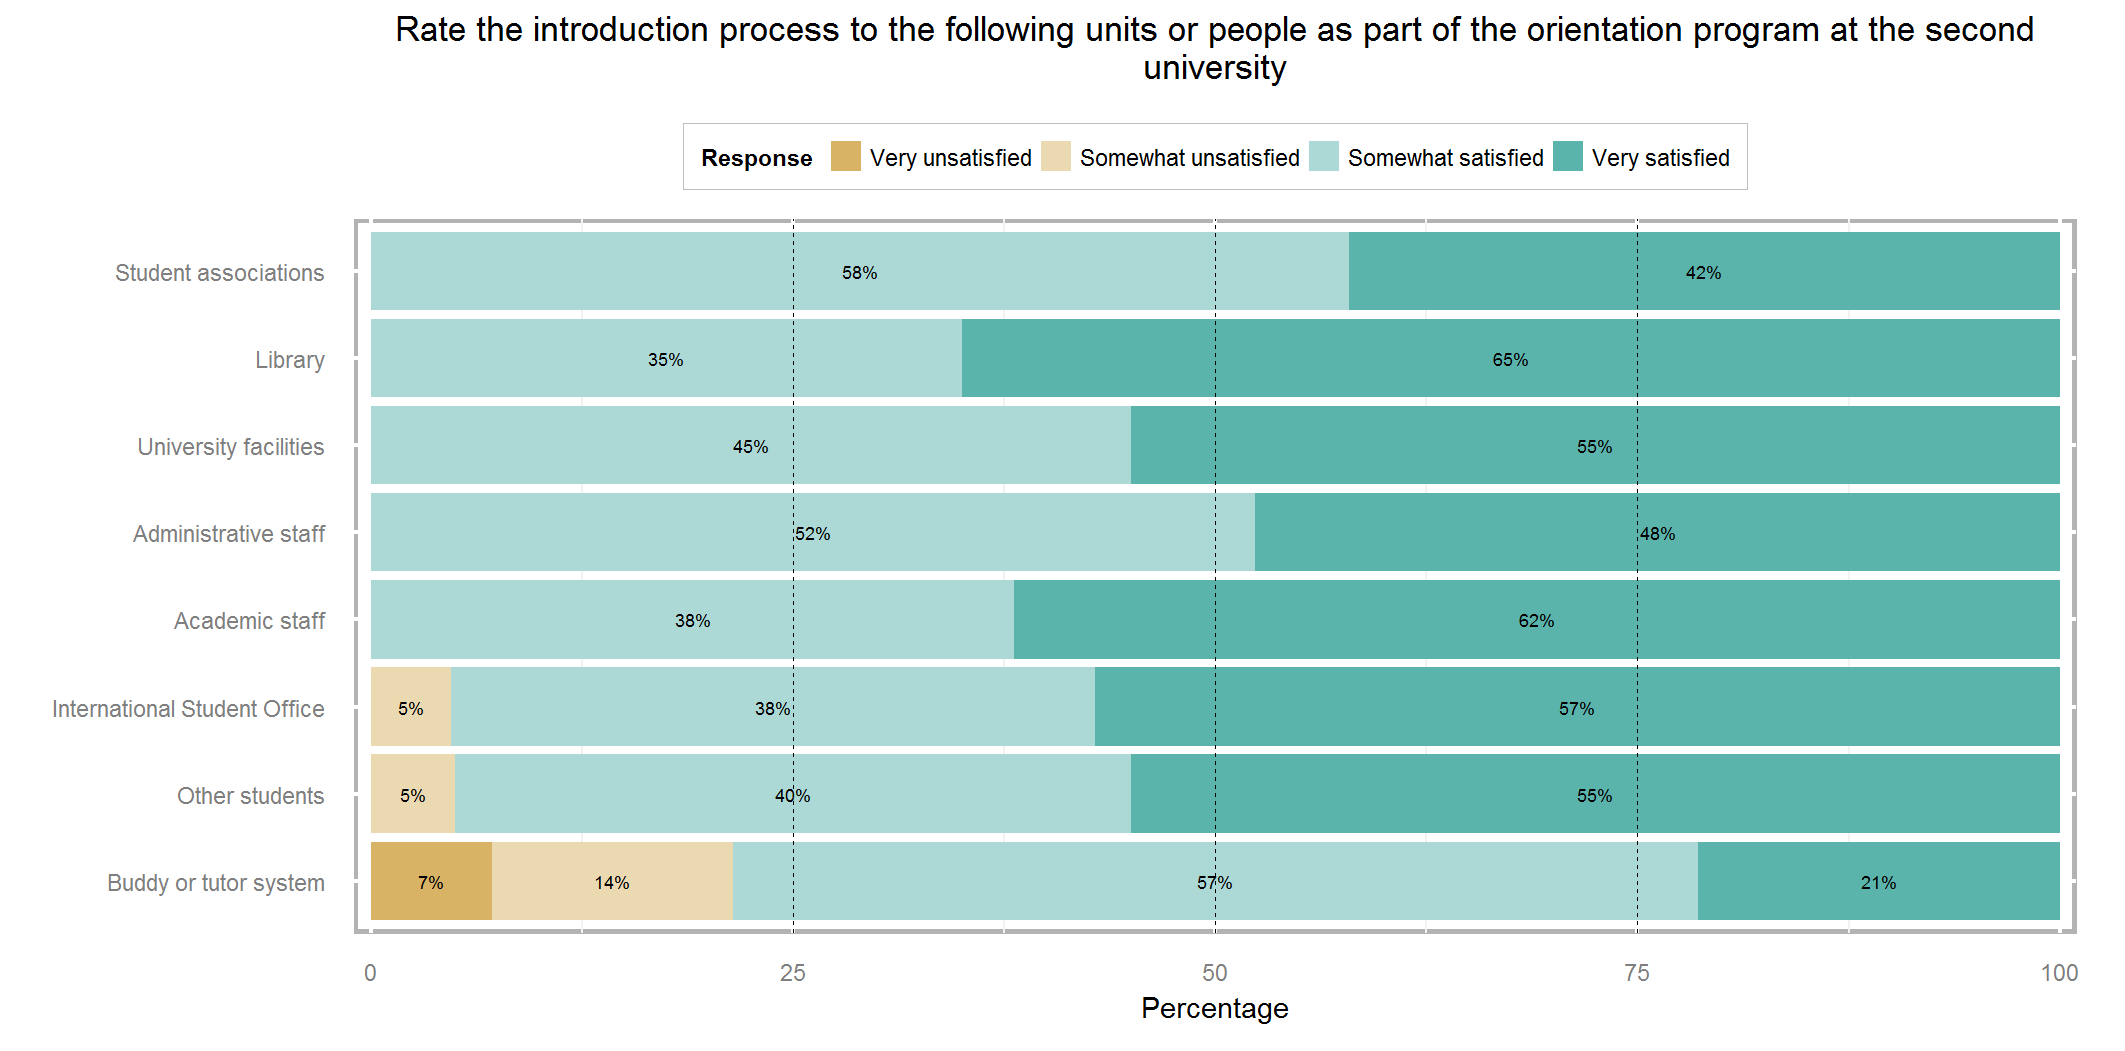 Rate the introduction process to the following units or people as part of the orientation program at the second
university
Response Very unsatisfied Somewhat unsatisfied Somewhat satisfied Very satisfied
Student associations 58% 42%
Library 35% 65%
University facilities 45% 55%
Administrative staff 52% 48%
Academic staff 38% 62%
International Student Office 5% 38% 57%
Other students 5% 40% 55%
Buddy or tutor system 7% 14% 57% 21%
0 25 50 75 100
Percentage